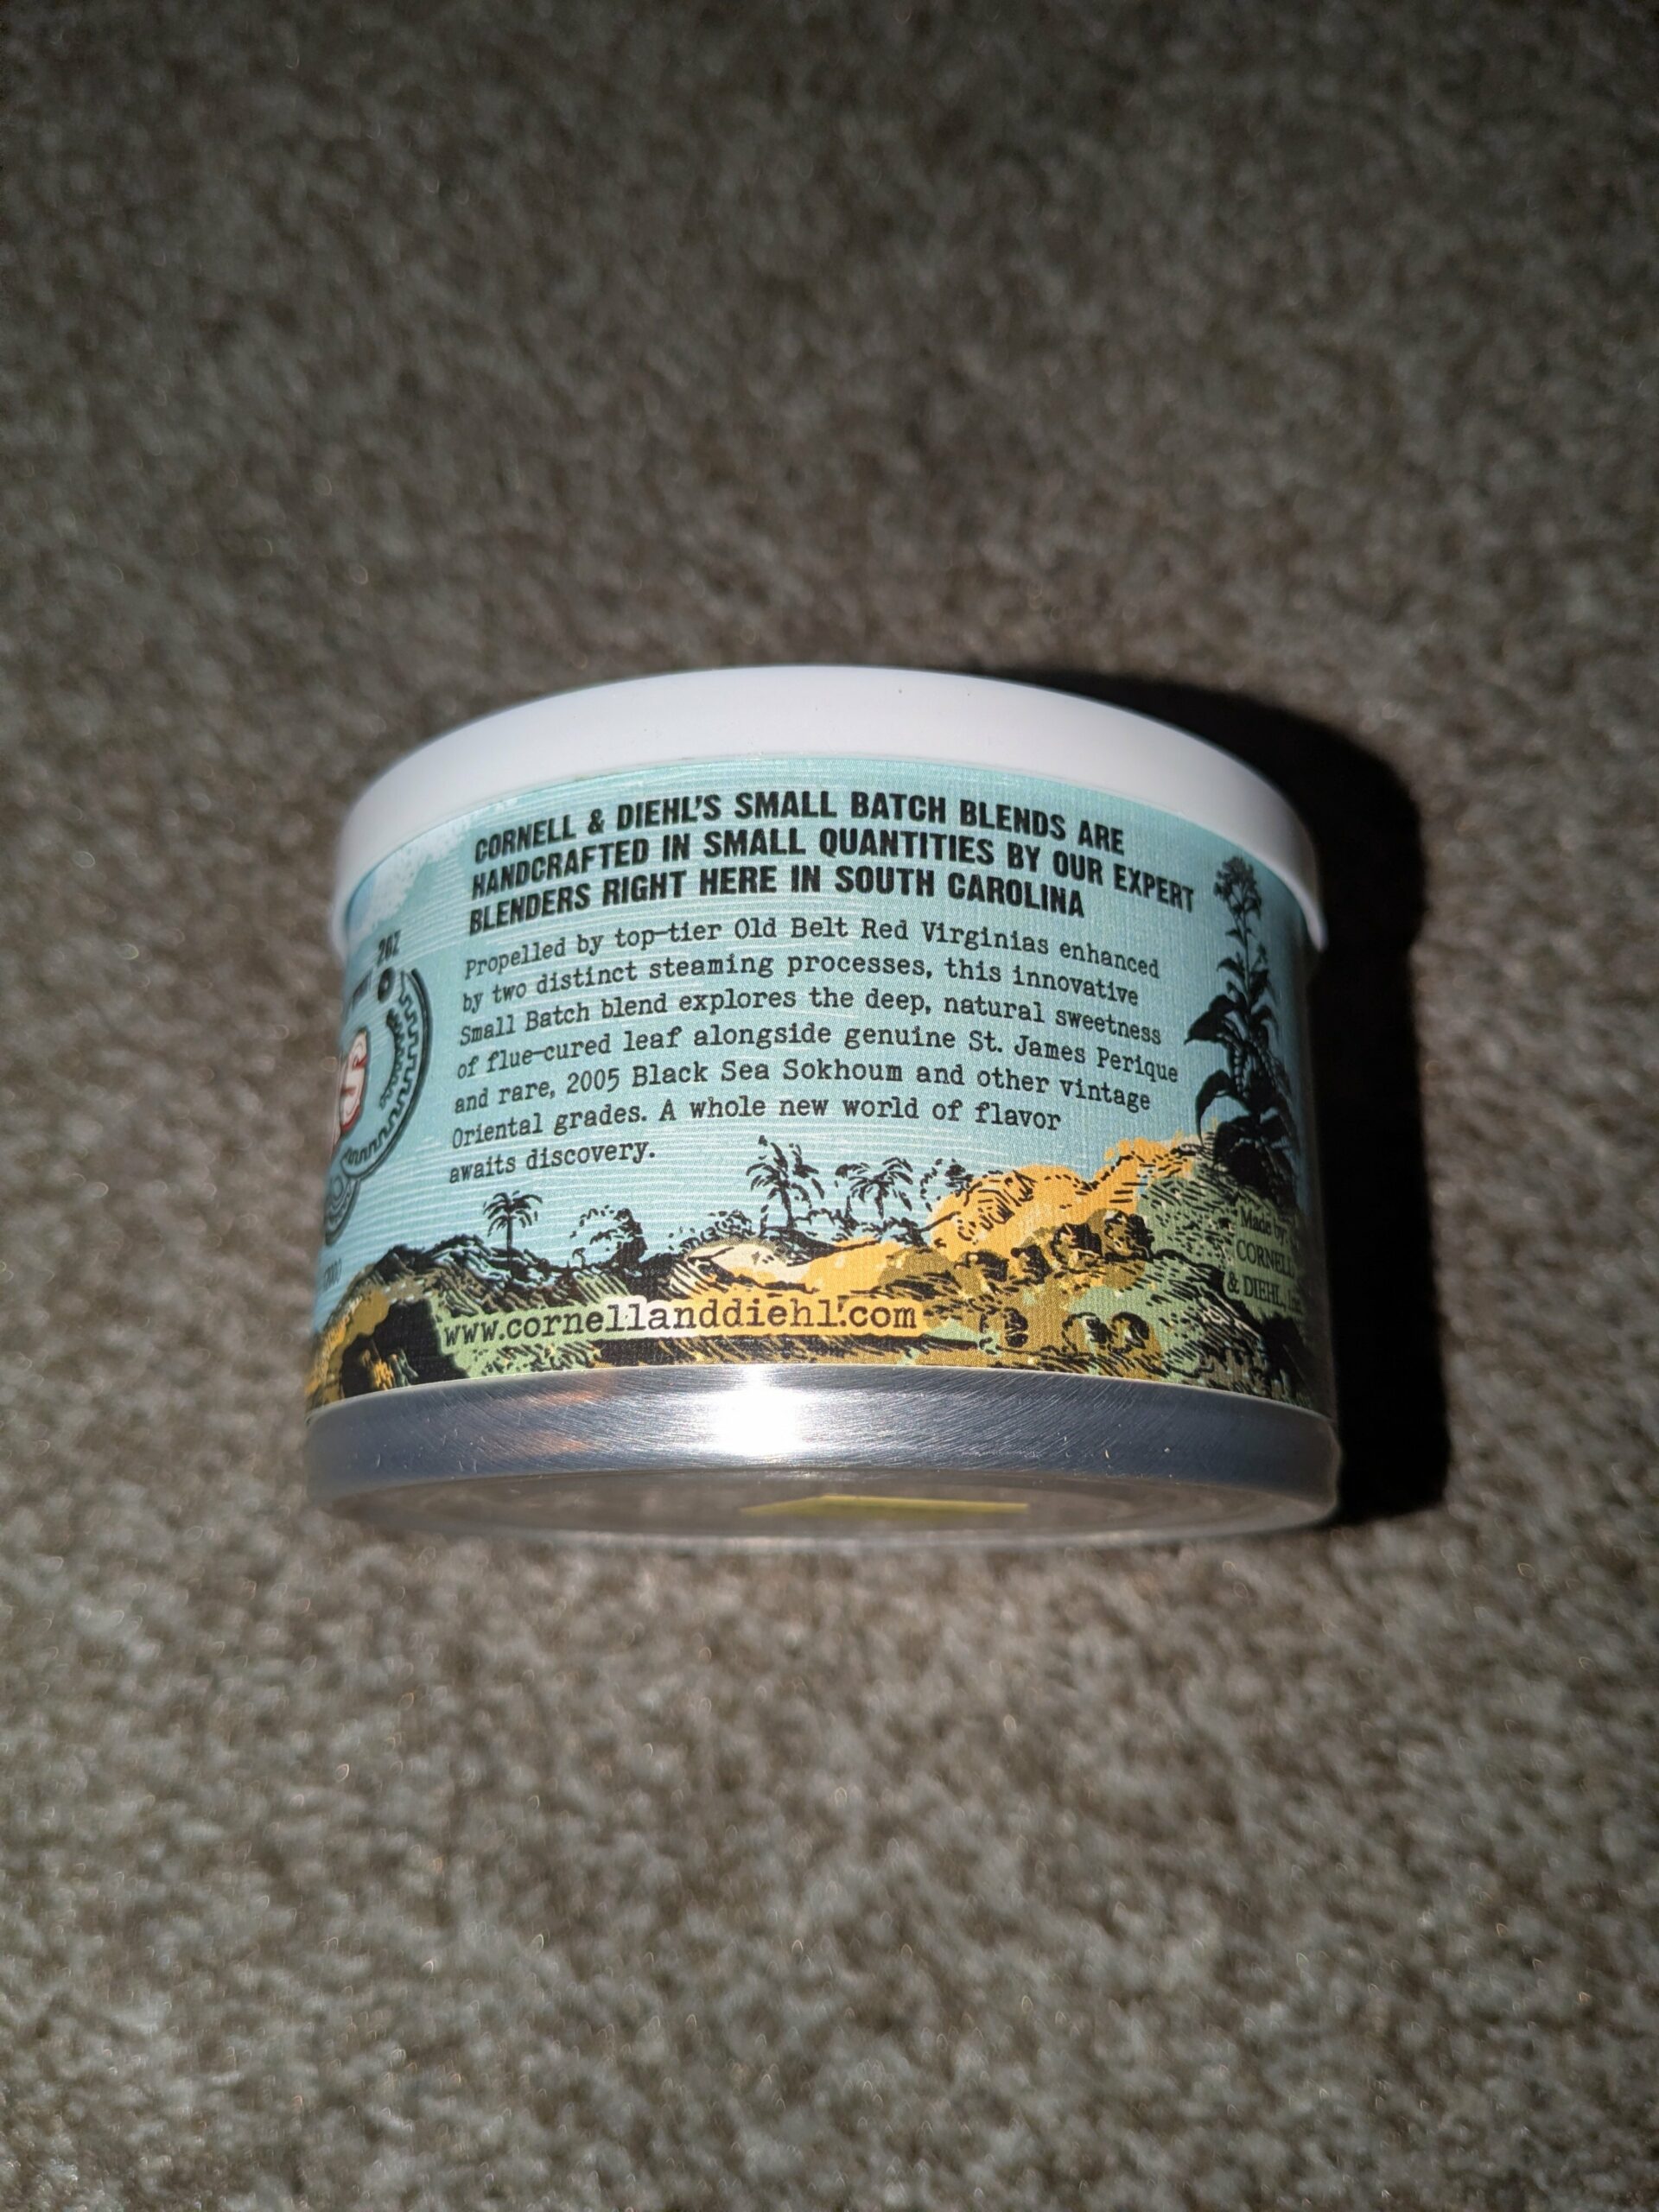 CORNELL & DIEHL'S SMALL BATCH BLENDS ARE
HANDCRAFTED IN SMALL QUANTITIES BY OUR EXPERT
BLENDERS RIGHT HERE IN SOUTH CAROLINA
Propelled by top-tier Old Belt Red Virginias enhanced
by two distinct steaming processes, this innovative
Small Batch blend explores the deep, natural sweetness
of flue-cured leaf alongside genuine St. James Perique
and rare, 2005 Black Sea Sokhoum and other vintage
Oriental grades. A whole new world of flavor
awaits discovery.
www.cornellanddiehl.com
2OZ
Made by
CORNELL
& DIEHL,